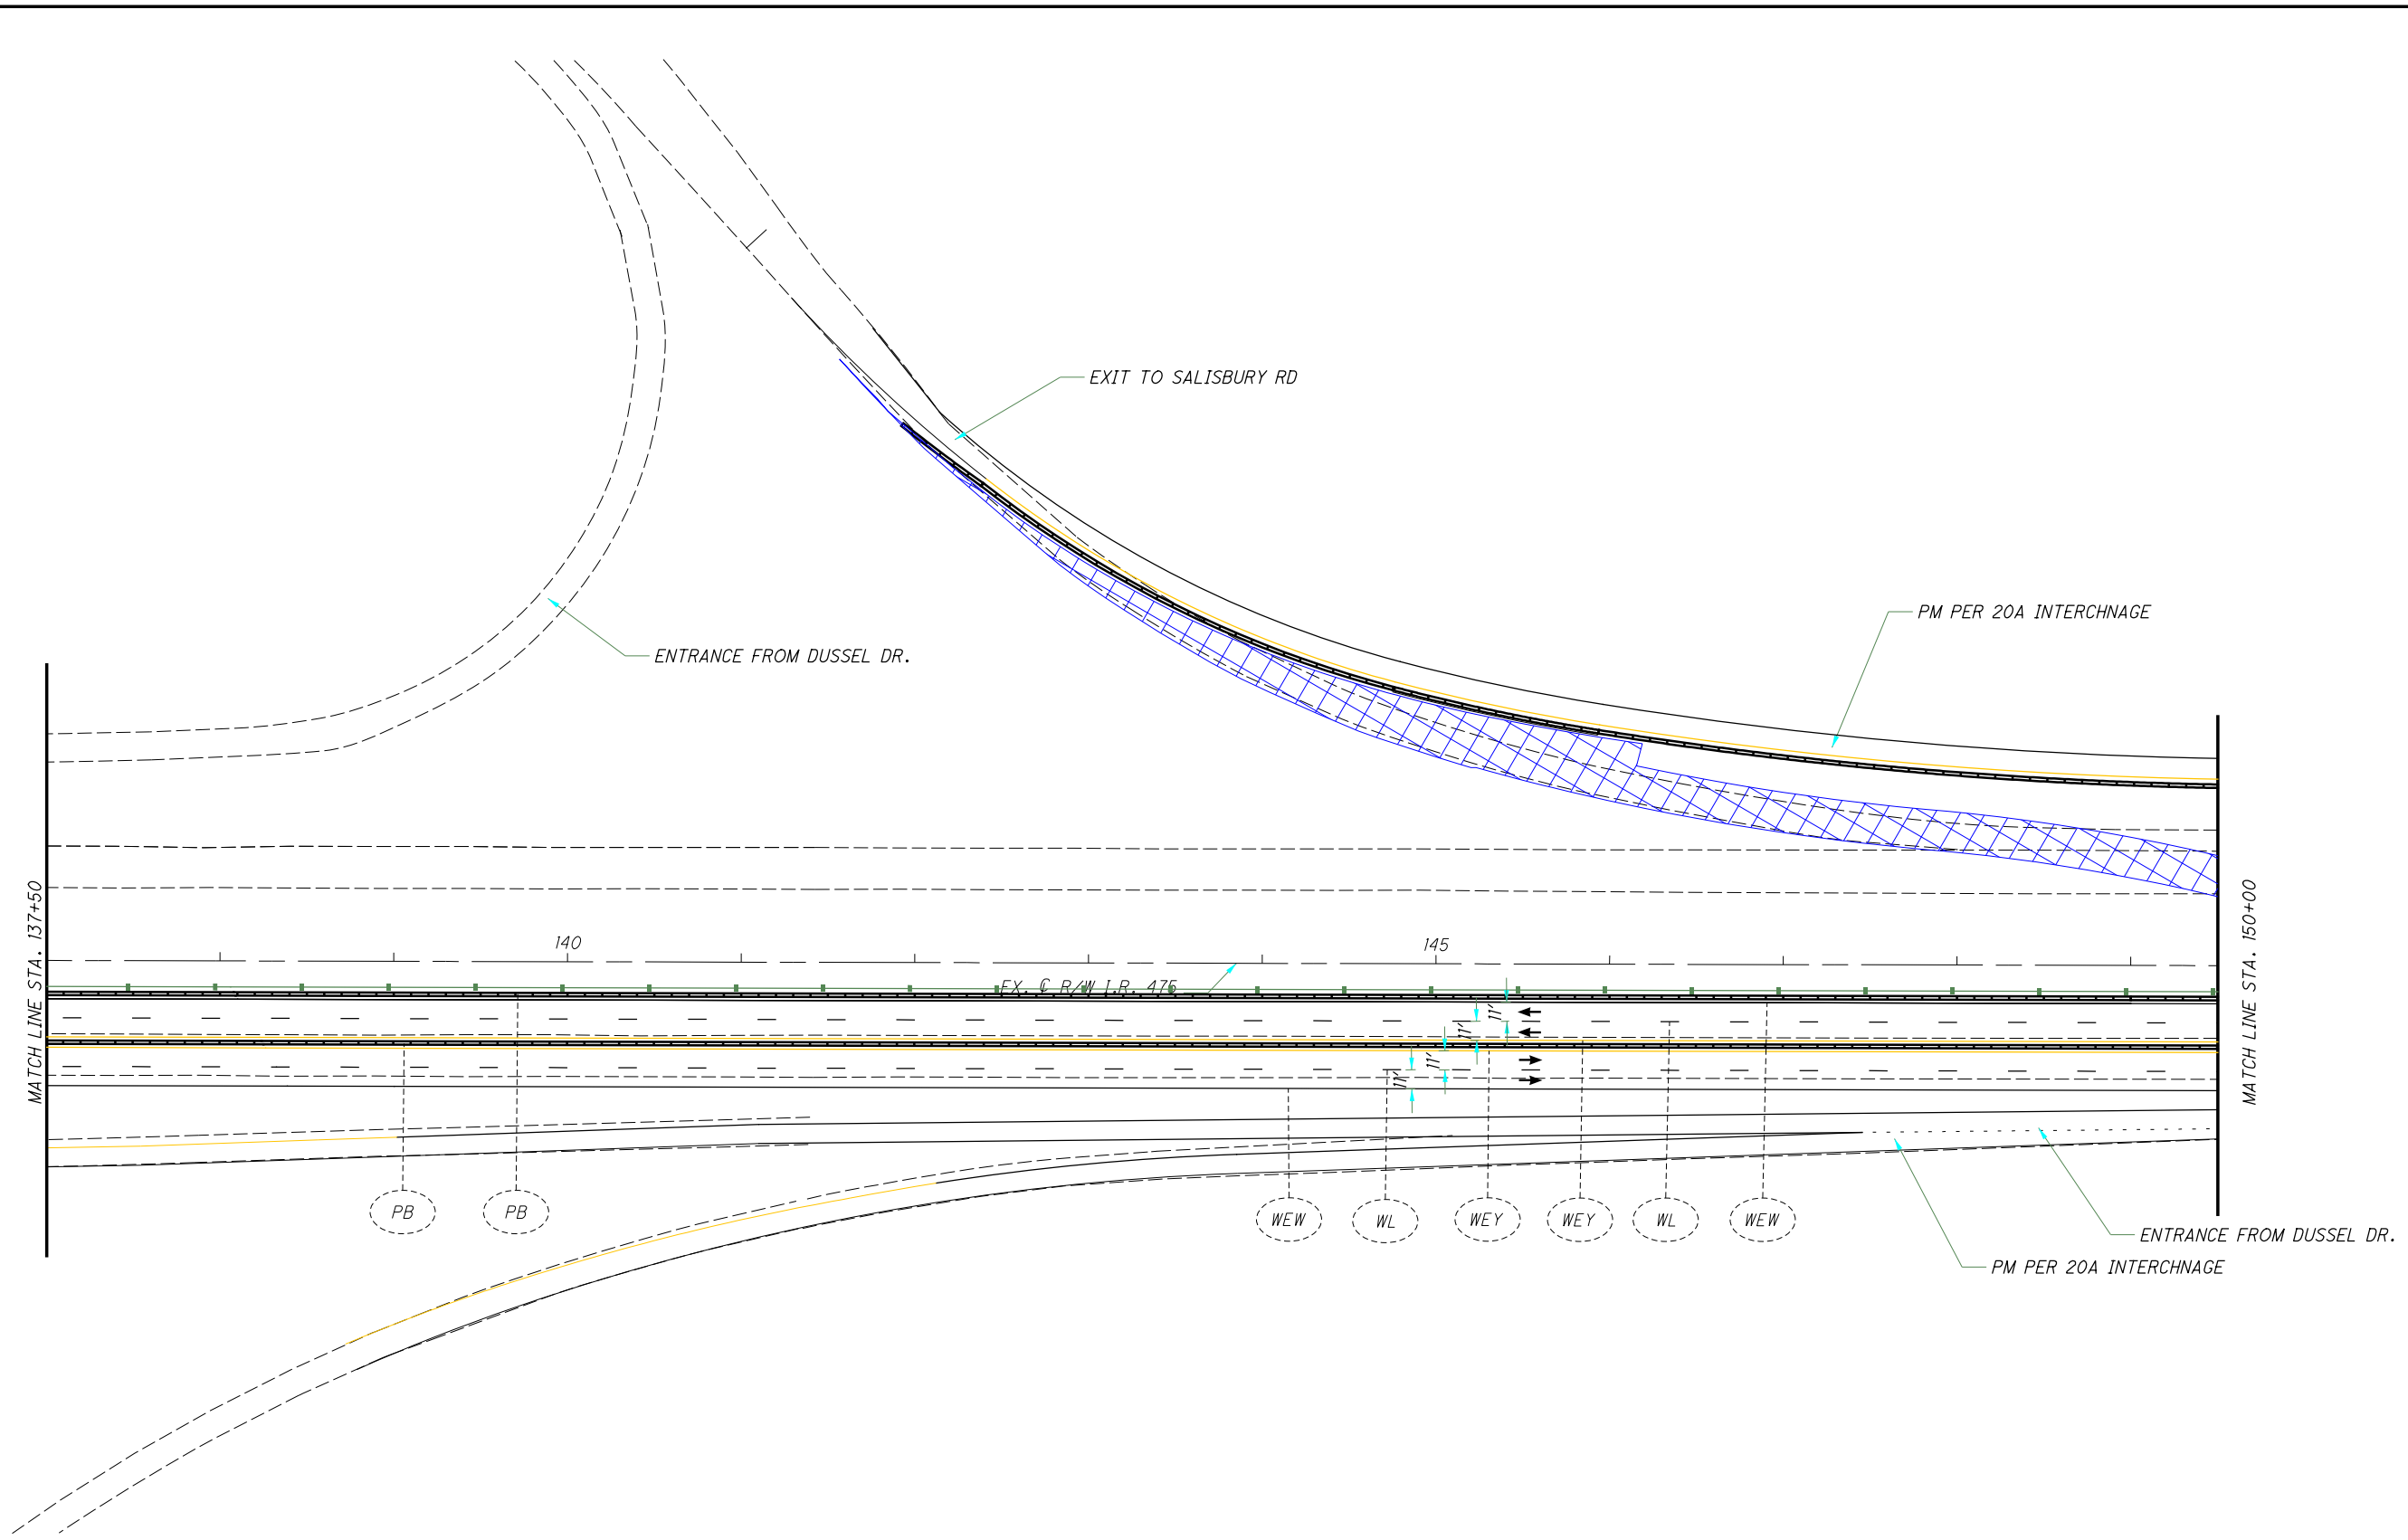 EXIT TO SALISBURY RD
PM PER 20A INTERCHNAGE
ENTRANCE FROM DUSSEL DR.
MATCH LINE STA. 137+50
140
145
MATCH LINE STA. 150+00
EX. ℄ R/W I.R. 475
11'
11'
11'
11'
PB
PB
WEW
WL
WEY
WEY
WL
WEW
ENTRANCE FROM DUSSEL DR.
PM PER 20A INTERCHNAGE